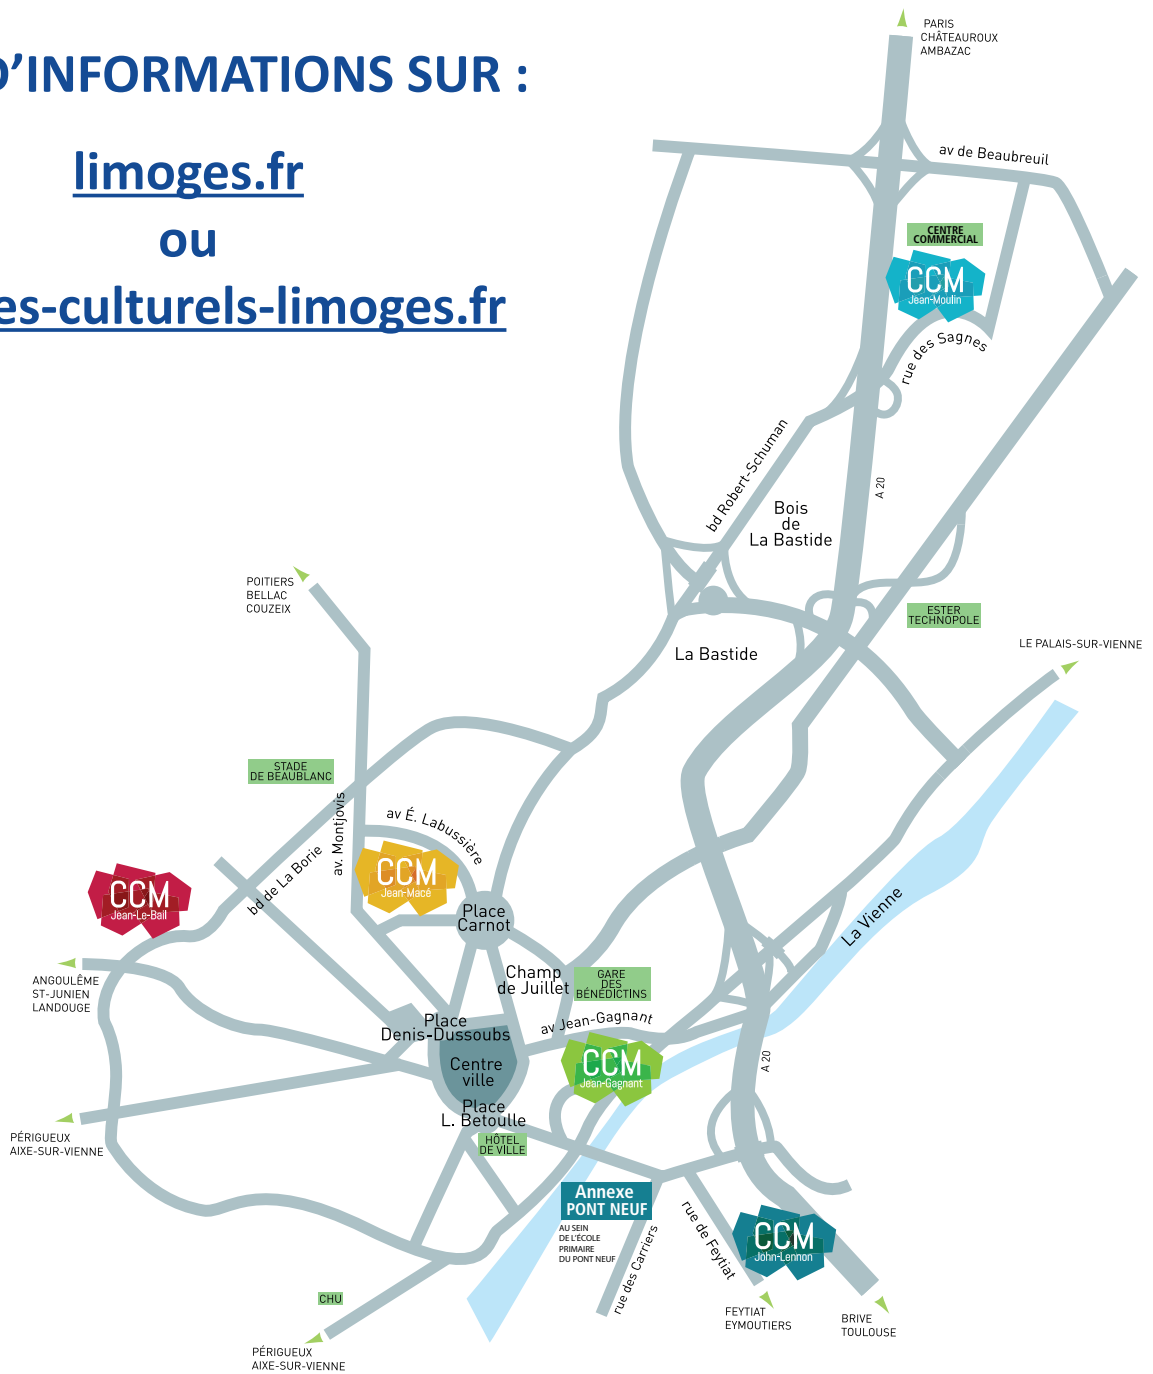 D'INFORMATIONS SUR :
limoges.fr
ou
es-culturels-limoges.fr
PARIS
CHÂTEAUROUX
AMBAZAC
av de Beaubreuil
CENTRE
COMMERCIAL
CCM
Jean-Moulin
rue des Sagnes
bd Robert-Schuman
A 20
Bois
de
La Bastide
POITIERS
BELLAC
COUZEIX
ESTER
TECHNOPOLE
LE PALAIS-SUR-VIENNE
La Bastide
STADE
DE BEAUBLANC
av. Montjovis
av É. Labussière
bd de La Borie
CCM
Jean-Macé
CCM
Jean-Le-Bail
Place
Carnot
La Vienne
ANGOULÊME
ST-JUNIEN
LANDOUGE
Champ
de Juillet
GARE
DES
BÉNÉDICTINS
av Jean-Gagnant
Place
Denis-Dussoubs
Centre
ville
CCM
Jean-Gagnant
A 20
Place
L. Betoulle
HÔTEL
DE VILLE
PÉRIGUEUX
AIXE-SUR-VIENNE
Annexe
PONT NEUF
AU SEIN
DE L'ÉCOLE
PRIMAIRE
DU PONT NEUF
rue des Carriers
rue de Feytiat
CCM
John-Lennon
CHU
FEYTIAT
EYMOUTIERS
BRIVE
TOULOUSE
PÉRIGUEUX
AIXE-SUR-VIENNE